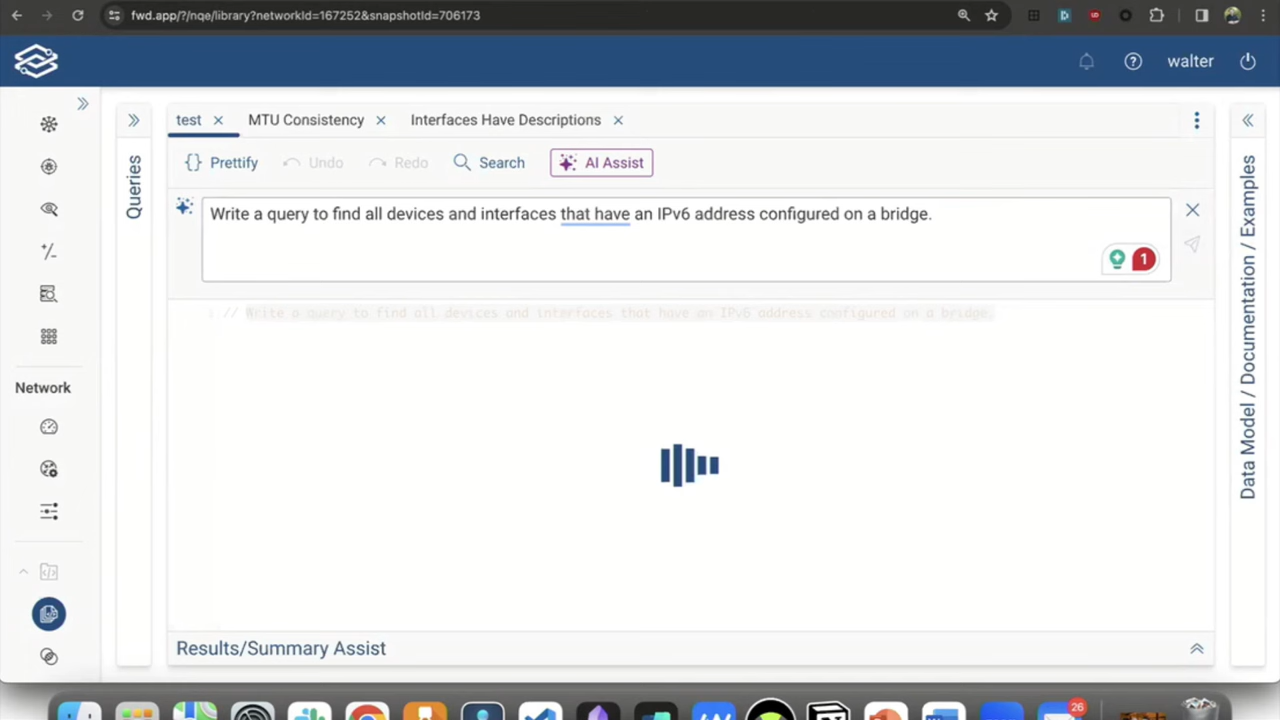 fwd.app/?/nqe/library?networkId=167252&snapshotId=706173
walter
test
MTU Consistency
Interfaces Have Descriptions
Prettify
Undo
Redo
Search
AI Assist
Queries
Write a query to find all devices and interfaces that have an IPv6 address configured on a bridge.
1
1 // Write a query to find all devices and interfaces that have an IPv6 address configured on a bridge.
Network
Data Model / Documentation / Examples
Results/Summary Assist
26